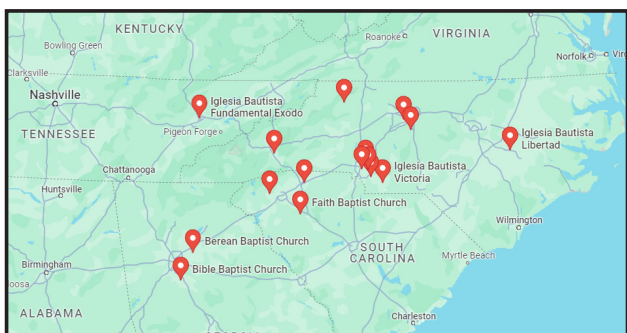 KENTUCKY
Roanoke
VIRGINIA
Bowling Green
Norfolk
Clarksville
Nashville
Iglesia Bautista
Fundamental Exodo
TENNESSEE
Pigeon Forge
Iglesia Bautista
Libertad
Chattanooga
Iglesia Bautista
Victoria
Huntsville
Faith Baptist Church
Wilmington
Berean Baptist Church
SOUTH
CAROLINA
Myrtle Beach
Birmingham
Bible Baptist Church
oosa
ALABAMA
Charleston